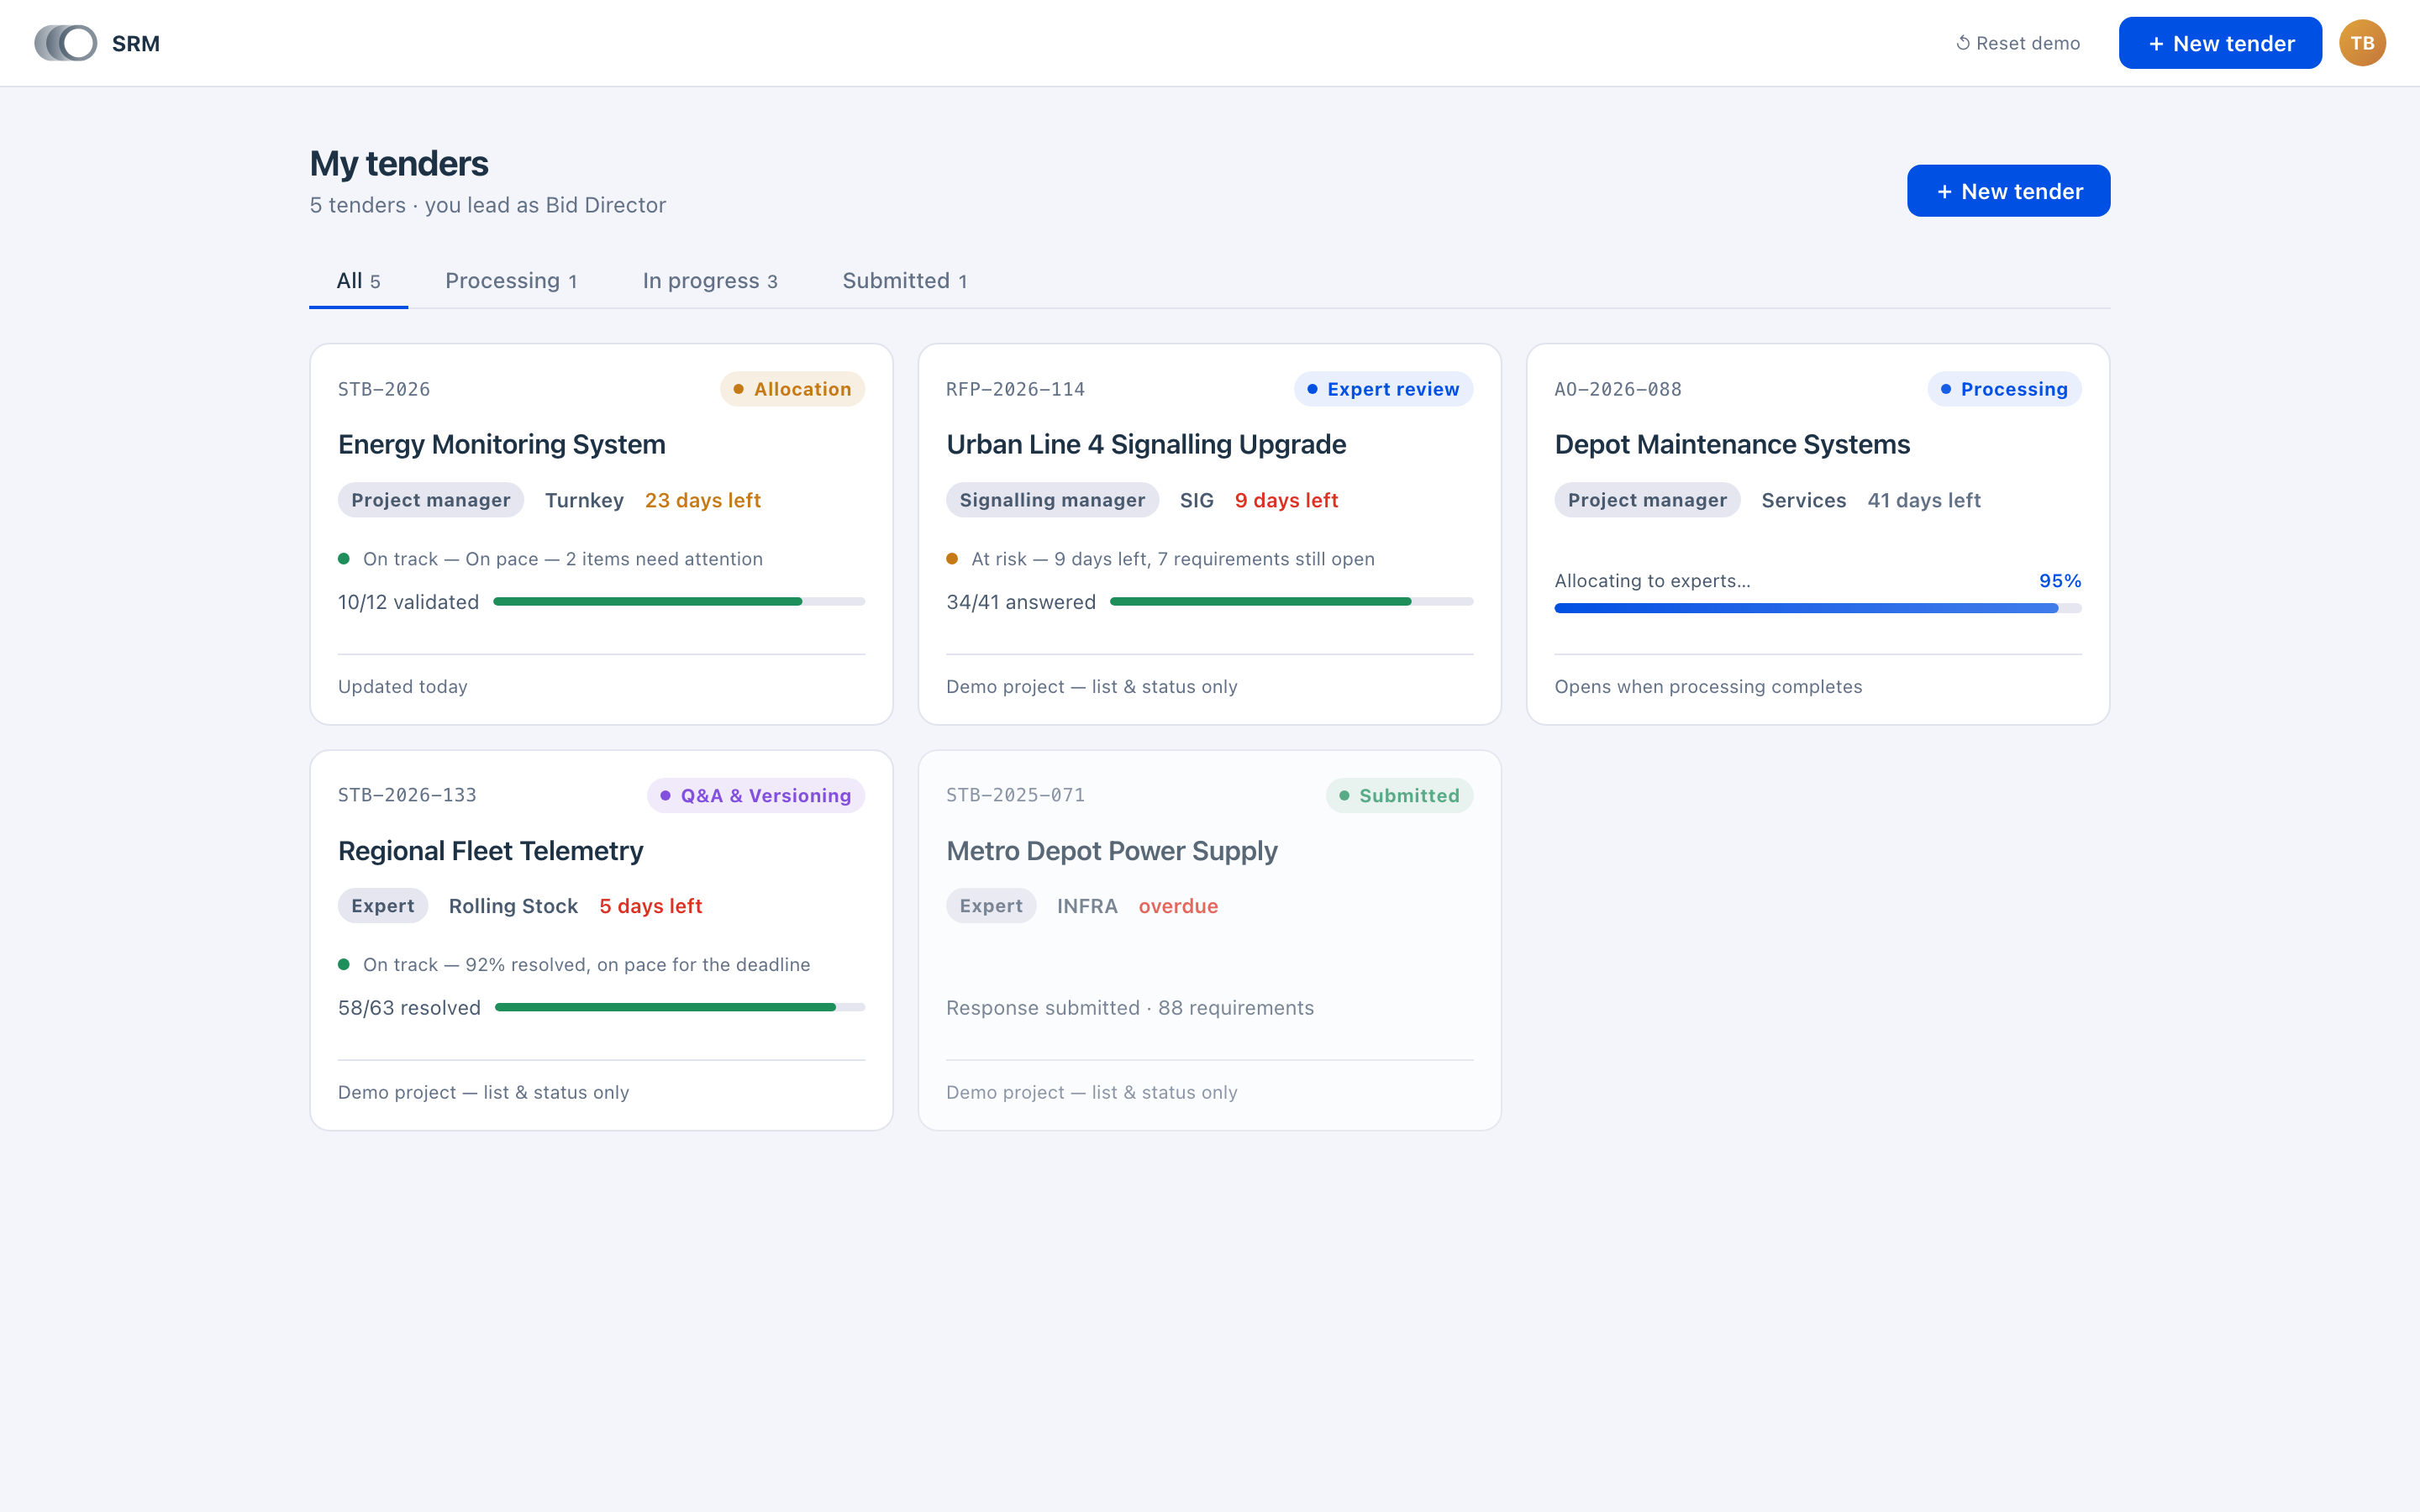 SRM
↺ Reset demo
+ New tender
TB
My tenders
5 tenders · you lead as Bid Director
+ New tender
All 5
Processing 1
In progress 3
Submitted 1
STB–2026
Allocation
Energy Monitoring System
Project manager Turnkey 23 days left
On track — On pace — 2 items need attention
10/12 validated
Updated today
RFP–2026–114
Expert review
Urban Line 4 Signalling Upgrade
Signalling manager SIG 9 days left
At risk — 9 days left, 7 requirements still open
34/41 answered
Demo project — list & status only
AO–2026–088
Processing
Depot Maintenance Systems
Project manager Services 41 days left
Allocating to experts... 95%
Opens when processing completes
STB–2026–133
Q&A & Versioning
Regional Fleet Telemetry
Expert Rolling Stock 5 days left
On track — 92% resolved, on pace for the deadline
58/63 resolved
Demo project — list & status only
STB–2025–071
Submitted
Metro Depot Power Supply
Expert INFRA overdue
Response submitted · 88 requirements
Demo project — list & status only